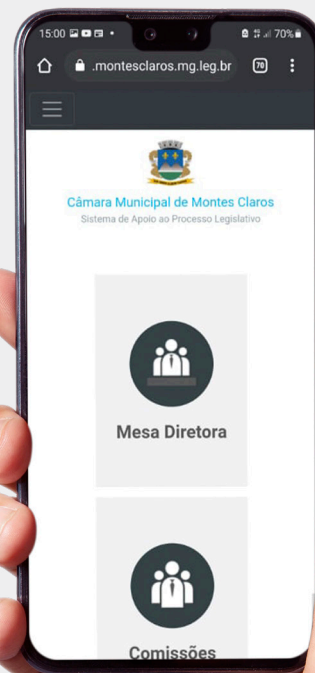 15:00 70%
.montesclaros.mg.leg.br 70
Câmara Municipal de Montes Claros
Sistema de Apoio ao Processo Legislativo
Mesa Diretora
Comissões